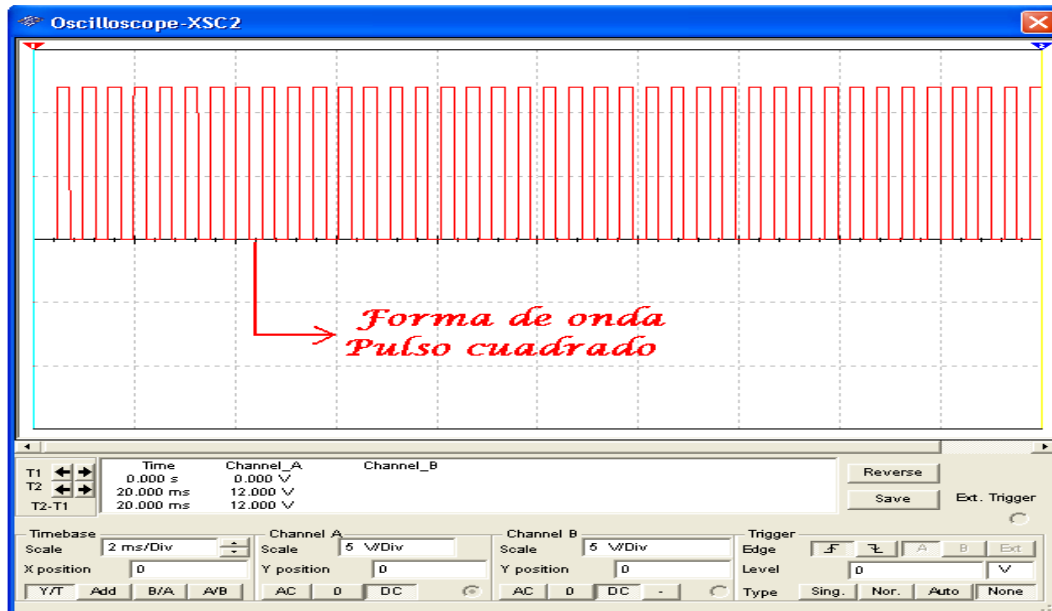 Oscilloscope-XSC2
1
2
Forma de onda
Pulso cuadrado
T1
T2
T2-T1
Time Channel_A Channel_B
0.000 s 0.000 V
20.000 ms 12.000 V
20.000 ms 12.000 V
Reverse
Save
Ext. Trigger
Timebase
Scale 2 ms/Div
X position 0
Y/T Add B/A A/B
Channel A
Scale 5 V/Div
Y position 0
AC 0 DC
Channel B
Scale 5 V/Div
Y position 0
AC 0 DC -
Trigger
Edge A B Ext
Level 0 V
Type Sing. Nor. Auto None